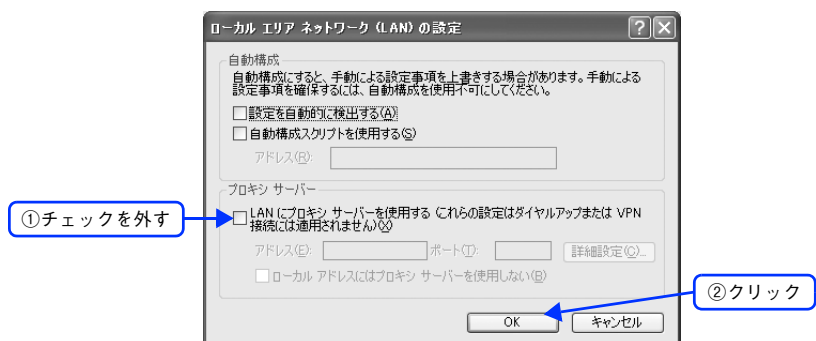 ローカル エリア ネットワーク (LAN) の設定
自動構成
自動構成にすると、手動による設定事項を上書きする場合があります。手動による
設定事項を確保するには、自動構成を使用不可にしてください。
設定を自動的に検出する(A)
自動構成スクリプトを使用する(S)
アドレス(R):
プロキシ サーバー
①チェックを外す
LAN にプロキシ サーバーを使用する (これらの設定はダイヤルアップまたは VPN
接続には適用されません)(X)
アドレス(E): ポート(T): 詳細設定(C)...
ローカル アドレスにはプロキシ サーバーを使用しない(B)
②クリック
OK キャンセル